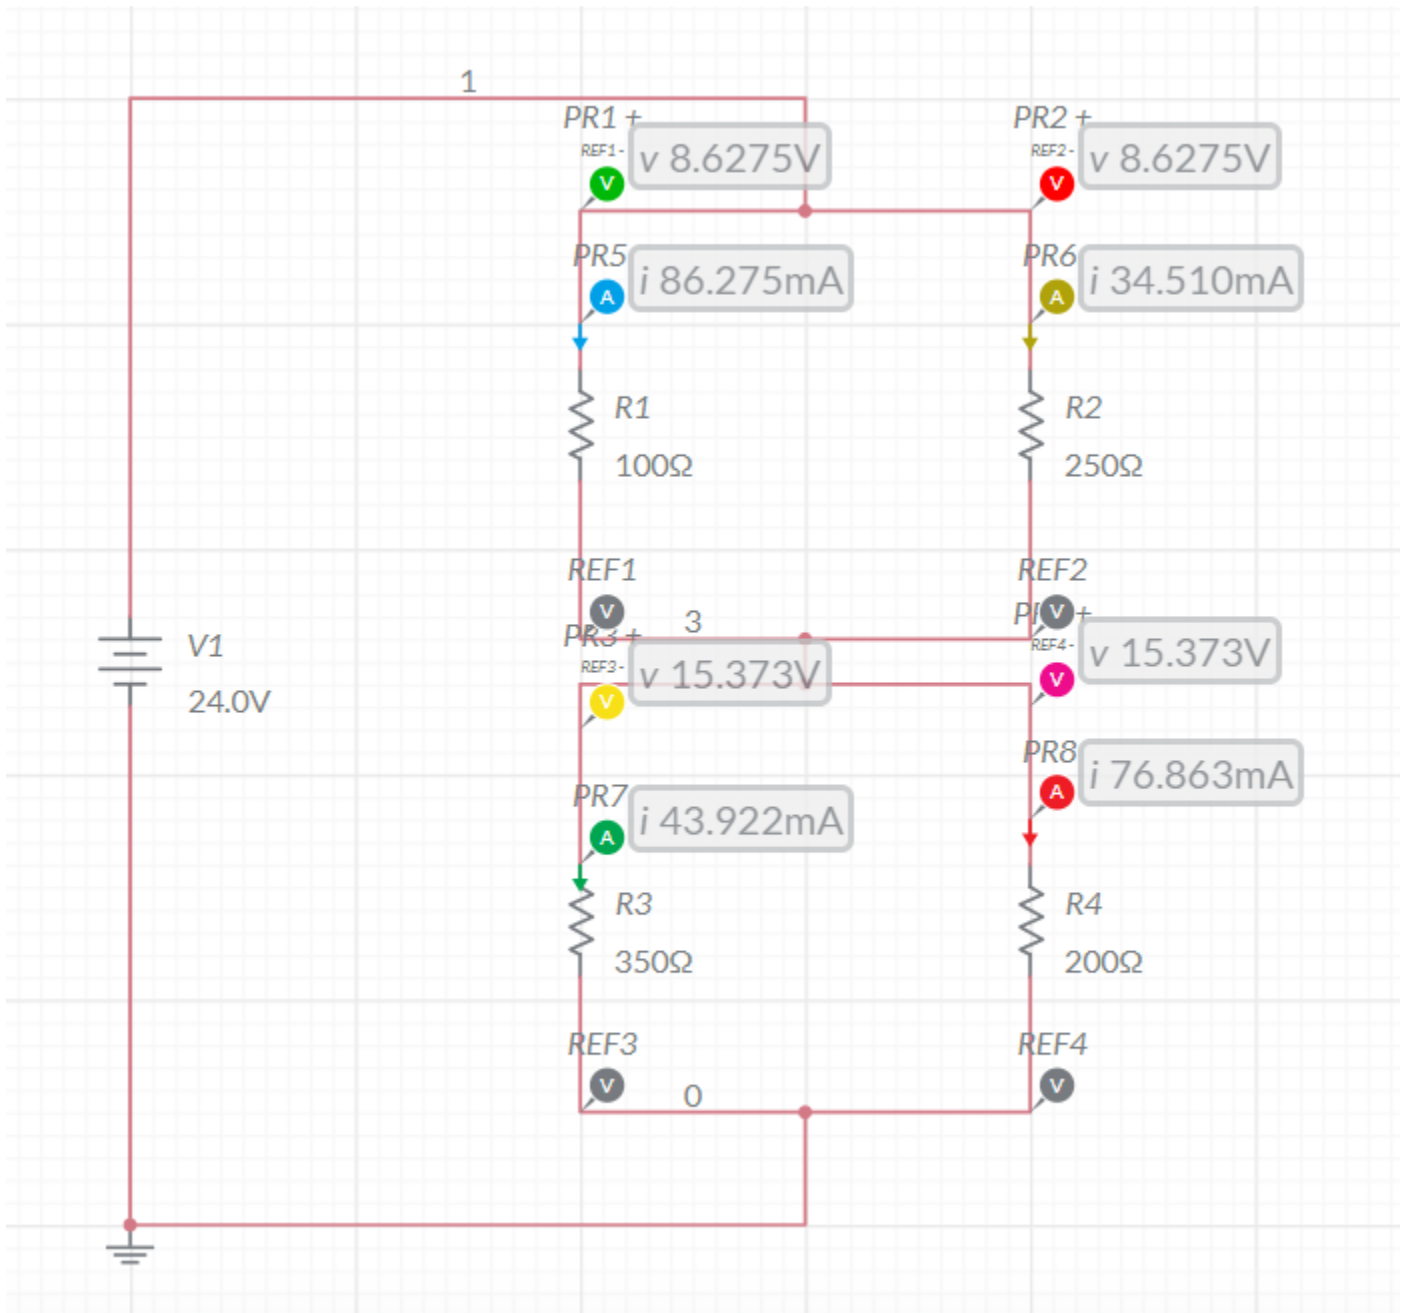 1
PR1 +
REF1-
V
v 8.6275V
PR2 +
REF2-
V
v 8.6275V
PR5
A
i 86.275mA
PR6
A
i 34.510mA
R1
100Ω
R2
250Ω
REF1
V
REF2
V
3
V1
24.0V
PR3 +
REF3-
V
v 15.373V
+
REF4-
V
v 15.373V
PR8
A
i 76.863mA
PR7
A
i 43.922mA
R3
350Ω
R4
200Ω
REF3
V
REF4
V
0